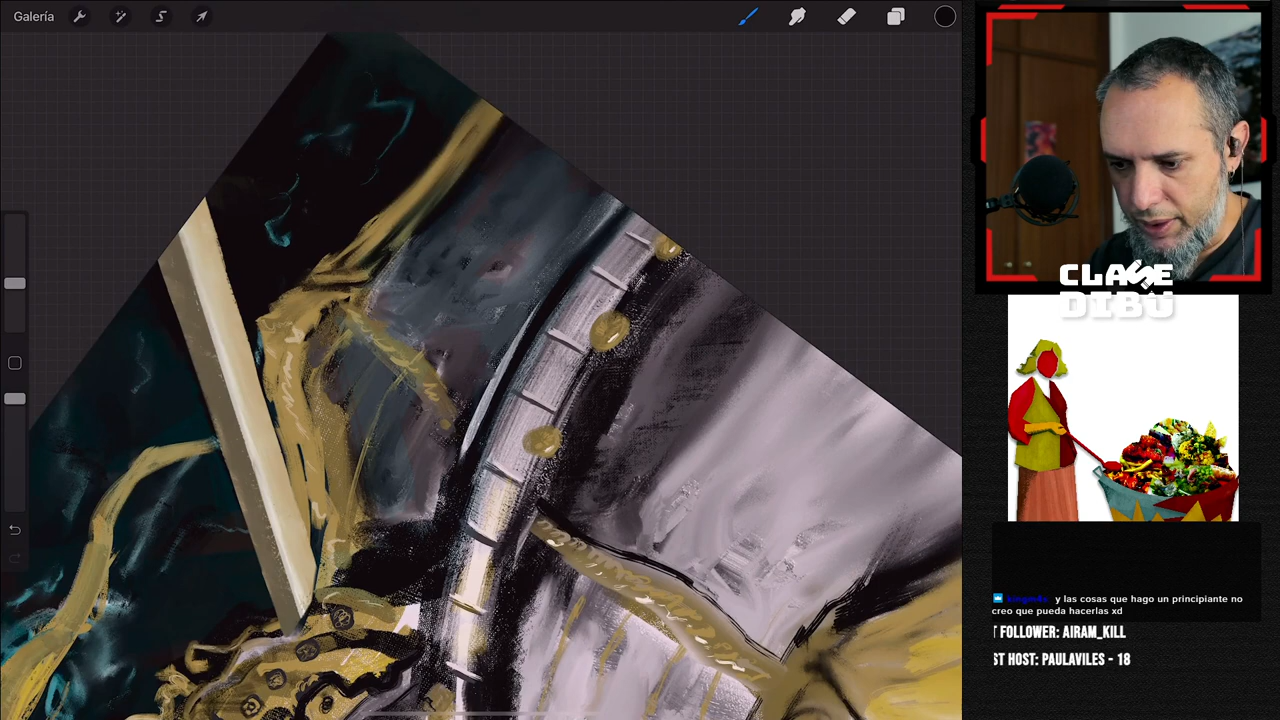 Galería
CLASE
DIBU
y las cosas que hago un principiante no
creo que pueda hacerlas xd
T FOLLOWER: AIRAM_KILL
ST HOST: PAULAVILES - 18